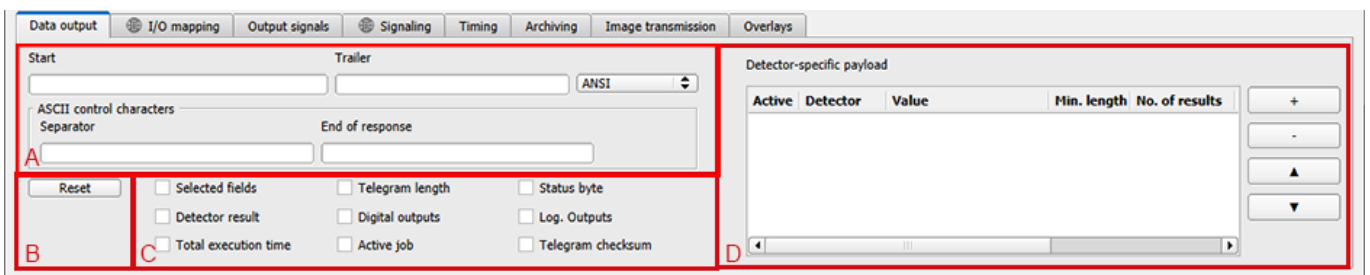 Data output I/O mapping Output signals Signaling Timing Archiving Image transmission Overlays
Start Trailer
ANSI
ASCII control characters
Separator End of response
A
Reset
B
Selected fields Telegram length Status byte
Detector result Digital outputs Log. Outputs
Total execution time Active job Telegram checksum
C
Detector-specific payload
Active Detector Value Min. length No. of results
+
-
▲
▼
D